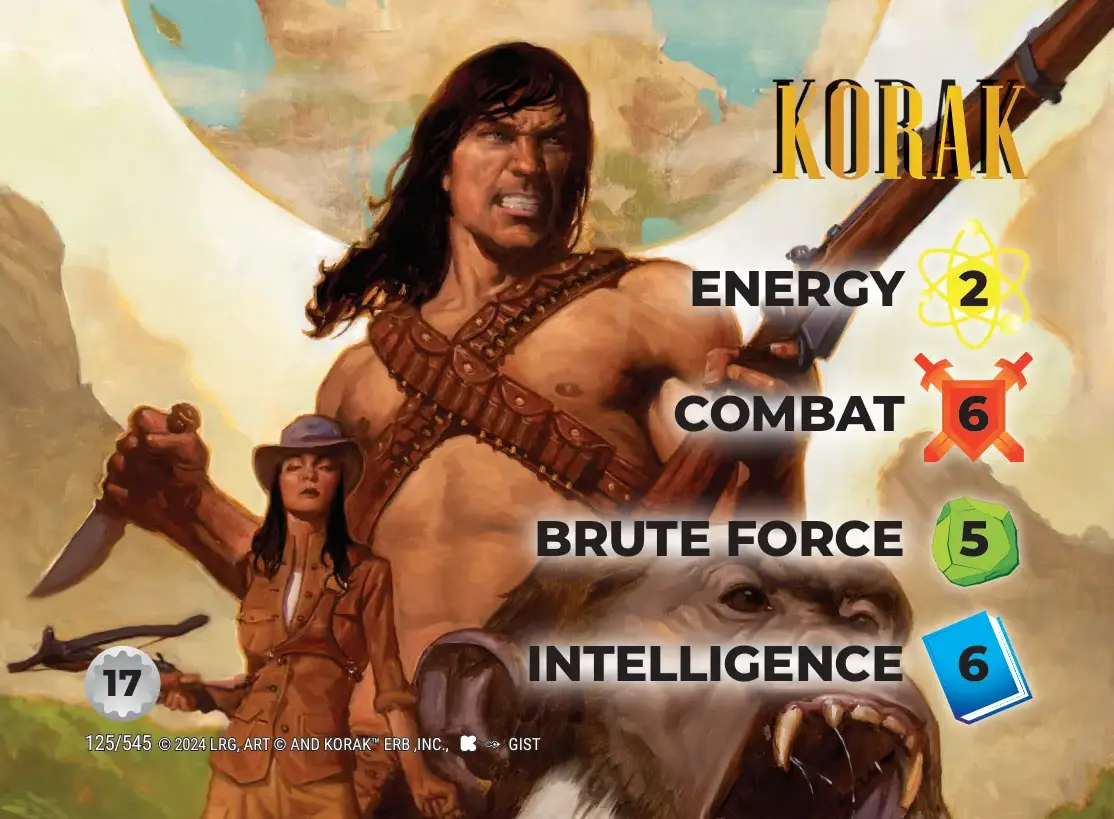 KORAK
ENERGY 2
COMBAT 6
BRUTE FORCE 5
INTELLIGENCE 6
17
125/545 © 2024 LRG, ART © AND KORAK™ ERB ,INC., GIST